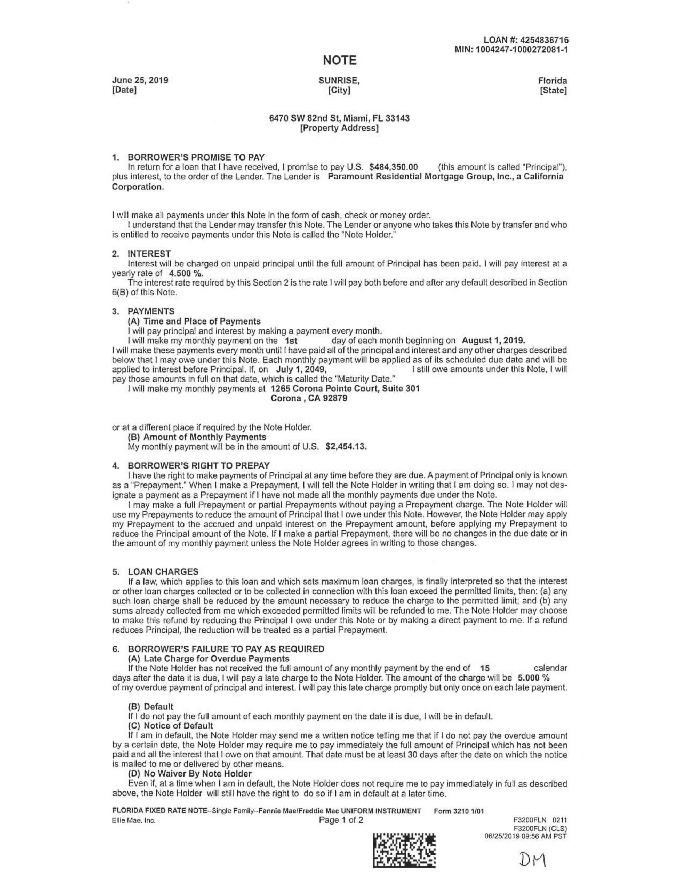 LOAN #: 4254838716
MIN: 1004247-1000272081-1
NOTE
June 25, 2019 SUNRISE, Florida
[Date] [City] [State]
6470 SW 82nd St, Miami, FL 33143
[Property Address]
1. BORROWER'S PROMISE TO PAY
In return for a loan that I have received, I promise to pay U.S. $484,350.00 (this amount is called "Principal"),
plus interest, to the order of the Lender. The Lender is Paramount Residential Mortgage Group, Inc., a California
Corporation.
I will make all payments under this Note in the form of cash, check or money order.
I understand that the Lender may transfer this Note. The Lender or anyone who takes this Note by transfer and who
is entitled to receive payments under this Note is called the "Note Holder."
2. INTEREST
Interest will be charged on unpaid principal until the full amount of Principal has been paid. I will pay interest at a
yearly rate of 4.500 %.
The interest rate required by this Section 2 is the rate I will pay both before and after any default described in Section
6(B) of this Note.
3. PAYMENTS
(A) Time and Place of Payments
I will pay principal and interest by making a payment every month.
I will make my monthly payment on the 1st day of each month beginning on August 1, 2019.
I will make these payments every month until I have paid all of the principal and interest and any other charges described
below that I may owe under this Note. Each monthly payment will be applied as of its scheduled due date and will be
applied to interest before Principal. If, on July 1, 2049, I still owe amounts under this Note, I will
pay those amounts in full on that date, which is called the "Maturity Date."
I will make my monthly payments at 1265 Corona Pointe Court, Suite 301
Corona , CA 92879
or at a different place if required by the Note Holder.
(B) Amount of Monthly Payments
My monthly payment will be in the amount of U.S. $2,454.13.
4. BORROWER'S RIGHT TO PREPAY
I have the right to make payments of Principal at any time before they are due. A payment of Principal only is known
as a "Prepayment." When I make a Prepayment, I will tell the Note Holder in writing that I am doing so. I may not des-
ignate a payment as a Prepayment if I have not made all the monthly payments due under the Note.
I may make a full Prepayment or partial Prepayments without paying a Prepayment charge. The Note Holder will
use my Prepayments to reduce the amount of Principal that I owe under this Note. However, the Note Holder may apply
my Prepayment to the accrued and unpaid interest on the Prepayment amount, before applying my Prepayment to
reduce the Principal amount of the Note. If I make a partial Prepayment, there will be no changes in the due date or in
the amount of my monthly payment unless the Note Holder agrees in writing to those changes.
5. LOAN CHARGES
If a law, which applies to this loan and which sets maximum loan charges, is finally interpreted so that the interest
or other loan charges collected or to be collected in connection with this loan exceed the permitted limits, then: (a) any
such loan charge shall be reduced by the amount necessary to reduce the charge to the permitted limit; and (b) any
sums already collected from me which exceeded permitted limits will be refunded to me. The Note Holder may choose
to make this refund by reducing the Principal I owe under this Note or by making a direct payment to me. If a refund
reduces Principal, the reduction will be treated as a partial Prepayment.
6. BORROWER'S FAILURE TO PAY AS REQUIRED
(A) Late Charge for Overdue Payments
If the Note Holder has not received the full amount of any monthly payment by the end of 15 calendar
days after the date it is due, I will pay a late charge to the Note Holder. The amount of the charge will be 5.000 %
of my overdue payment of principal and interest. I will pay this late charge promptly but only once on each late payment.
(B) Default
If I do not pay the full amount of each monthly payment on the date it is due, I will be in default.
(C) Notice of Default
If I am in default, the Note Holder may send me a written notice telling me that if I do not pay the overdue amount
by a certain date, the Note Holder may require me to pay immediately the full amount of Principal which has not been
paid and all the interest that I owe on that amount. That date must be at least 30 days after the date on which the notice
is mailed to me or delivered by other means.
(D) No Waiver By Note Holder
Even if, at a time when I am in default, the Note Holder does not require me to pay immediately in full as described
above, the Note Holder will still have the right to do so if I am in default at a later time.
FLORIDA FIXED RATE NOTE--Single Family--Fannie Mae/Freddie Mac UNIFORM INSTRUMENT Form 3210 1/01
Ellie Mae, Inc. Page 1 of 2 F3200FLN 0211
F3200FLN (CLS)
06/25/2019 09:56 AM PST
DM